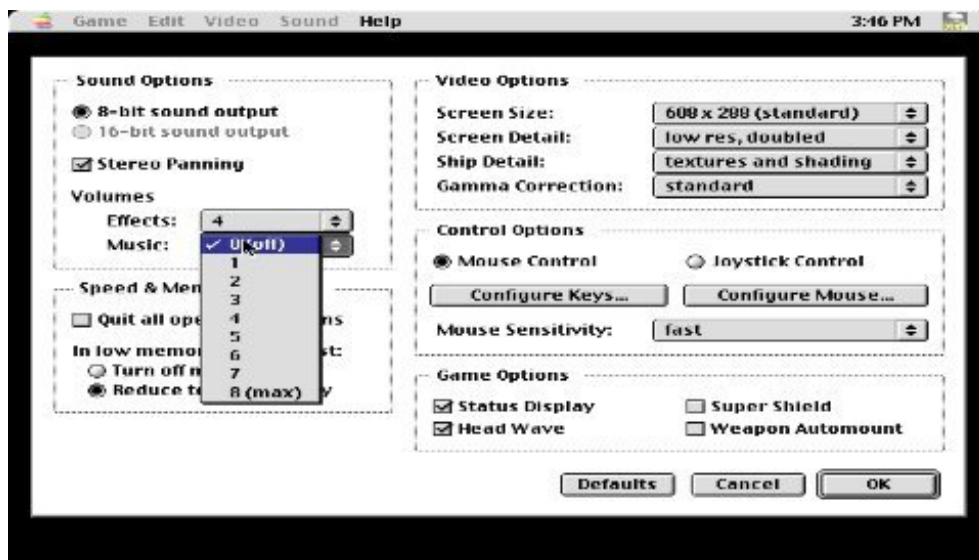 Game Edit Video Sound Help 3:46 PM
Sound Options
8-bit sound output
16-bit sound output
Stereo Panning
Volumes
Effects: 4
Music: 0 (off)
1
2
3
4
5
6
7
8 (max)
Speed & Mem
Quit all ope ns
In low memo st:
Turn off
Reduce y
Video Options
Screen Size: 608 x 288 (standard)
Screen Detail: low res, doubled
Ship Detail: textures and shading
Gamma Correction: standard
Control Options
Mouse Control Joystick Control
Configure Keys... Configure Mouse...
Mouse Sensitivity: fast
Game Options
Status Display Super Shield
Head Wave Weapon Automount
Defaults Cancel OK